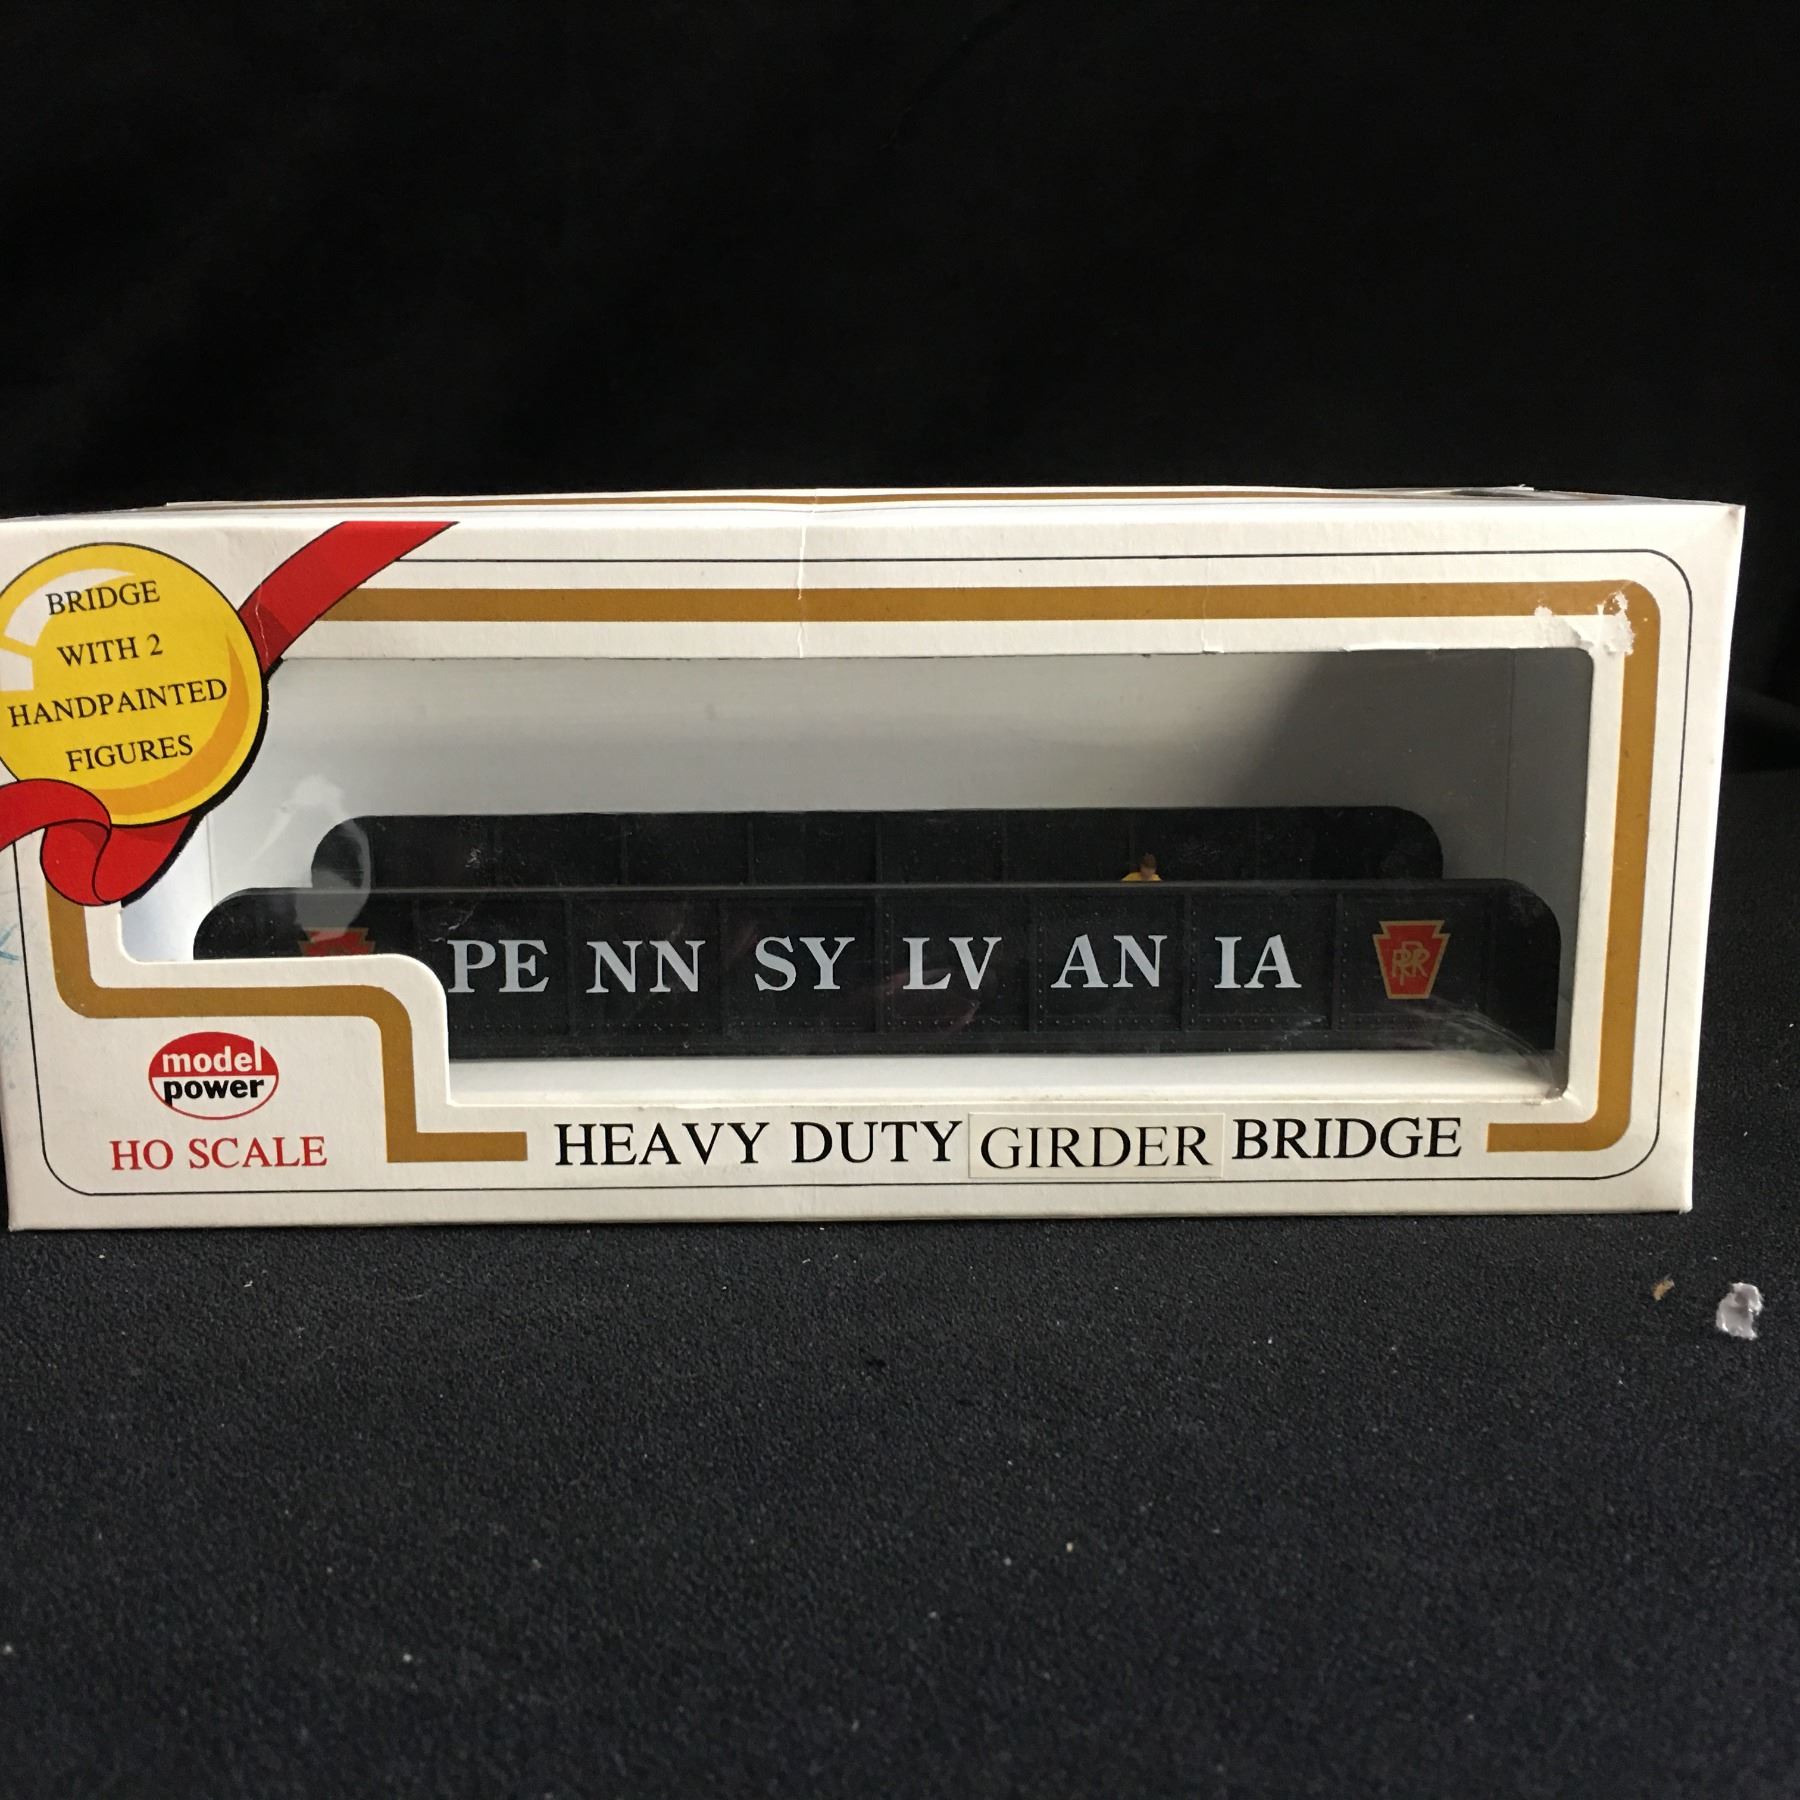 BRIDGE
WITH 2
HANDPAINTED
FIGURES
PE NN SY LV AN IA
PRR
model
power
HO SCALE
HEAVY DUTY GIRDER BRIDGE